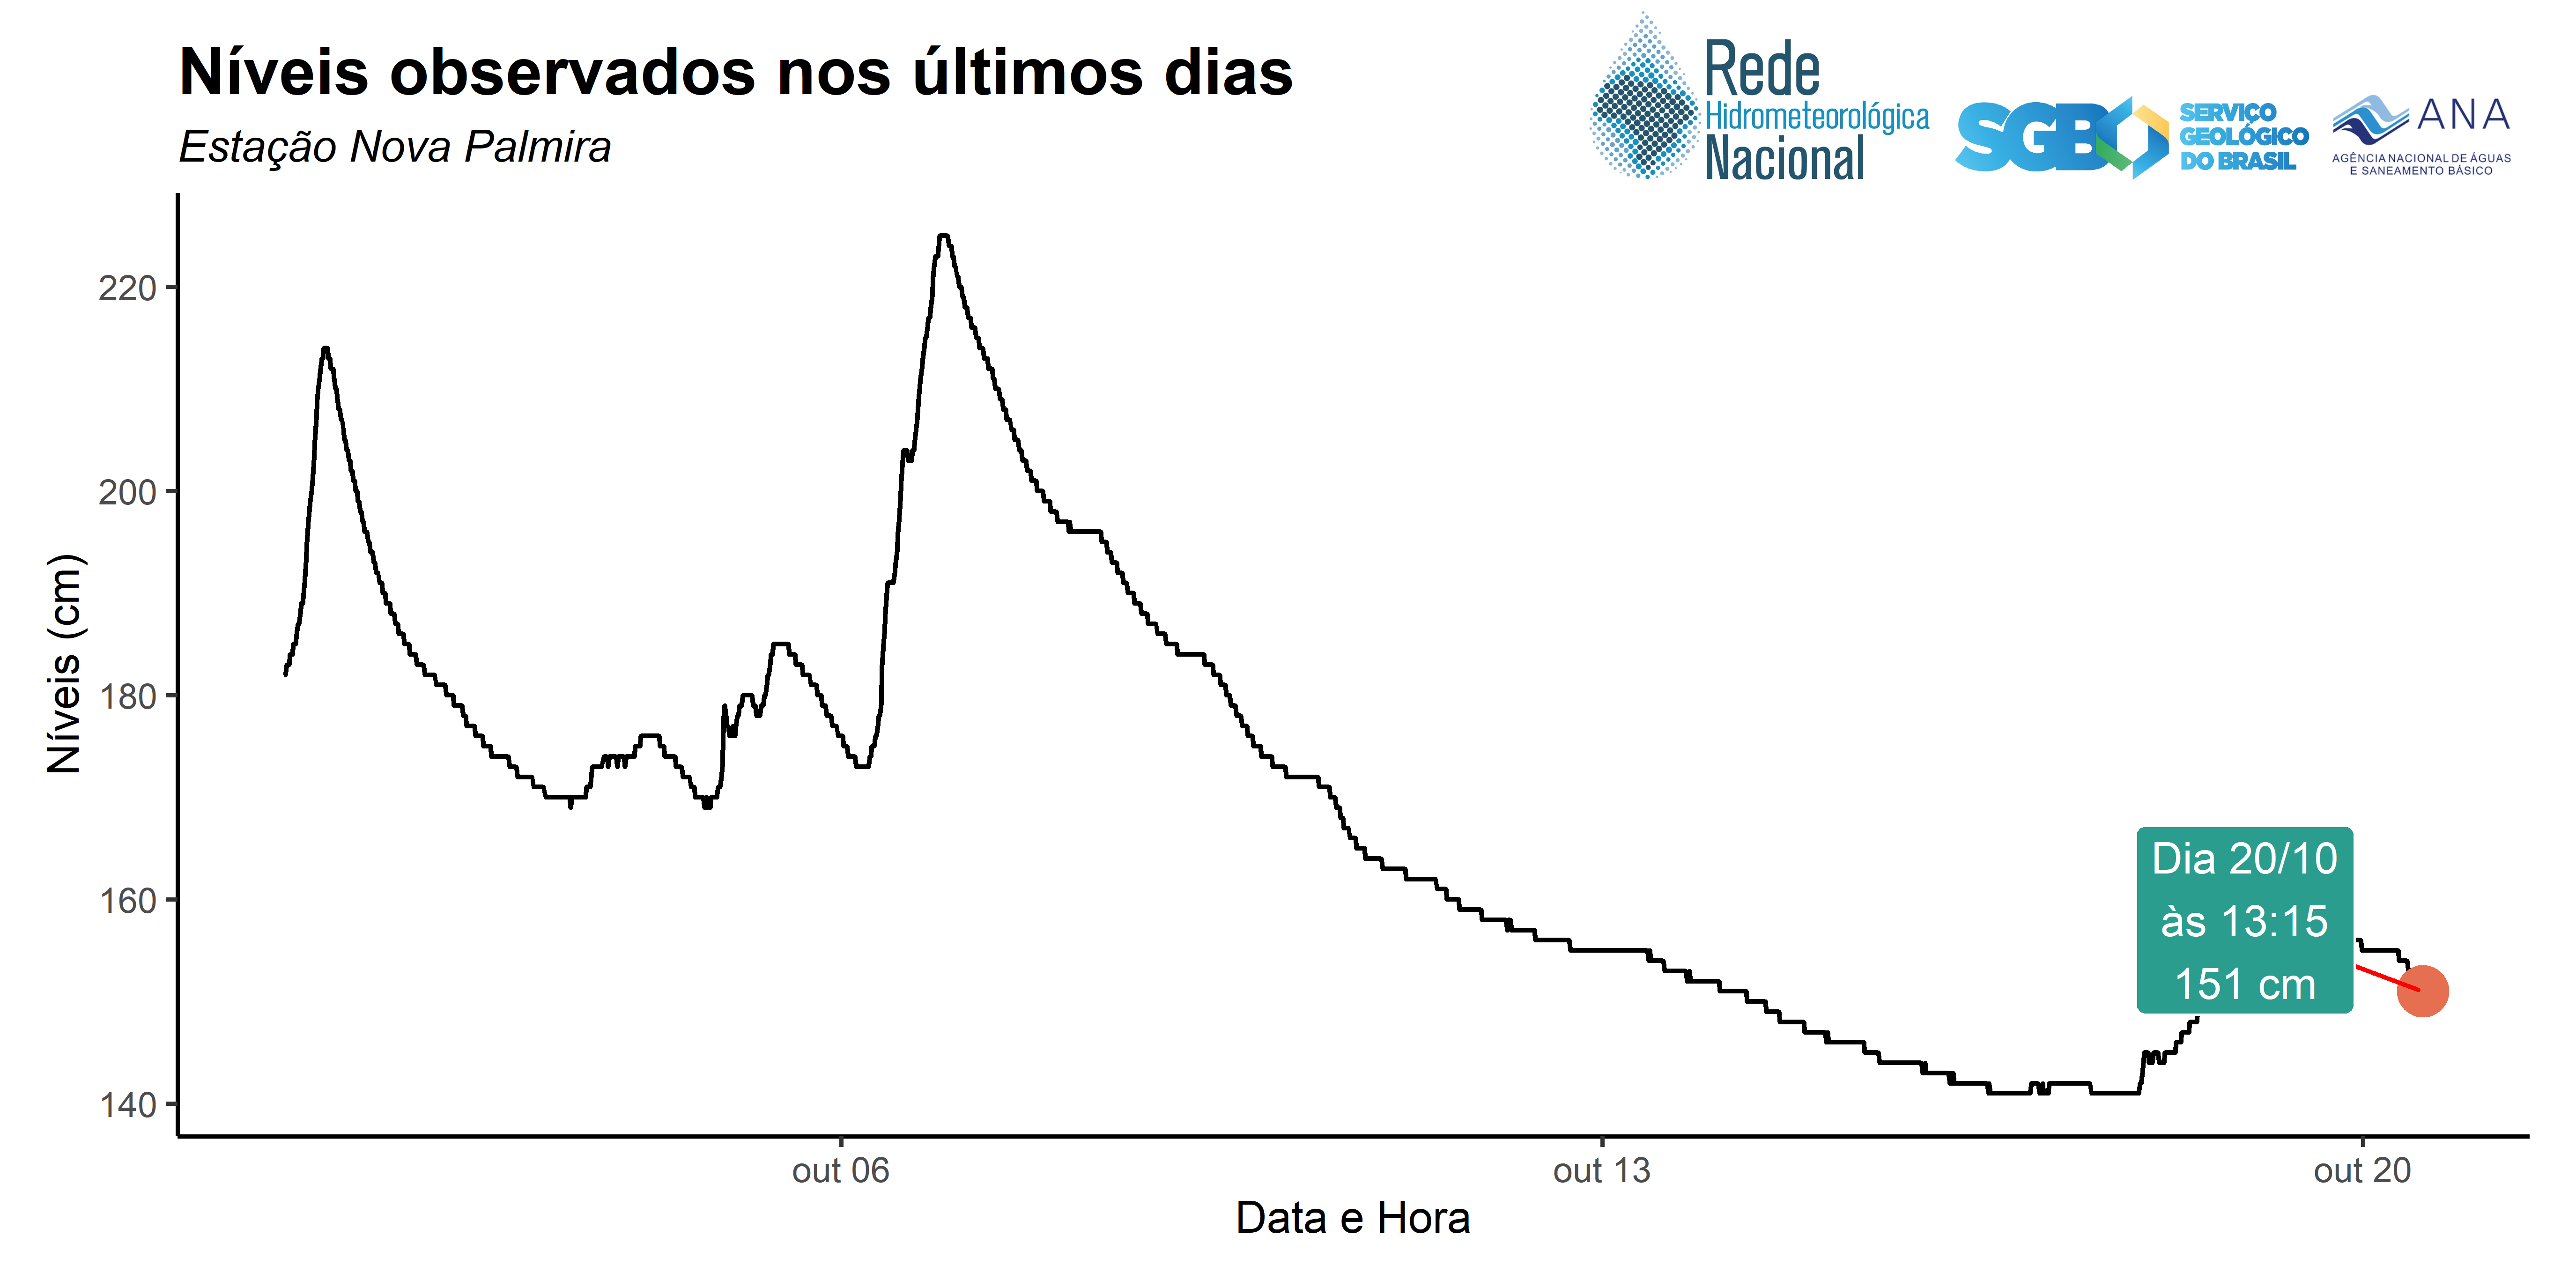 Níveis observados nos últimos dias
Estação Nova Palmira
Rede
Hidrometeorológica
Nacional
SGB
SERVIÇO
GEOLÓGICO
DO BRASIL
ANA
AGÊNCIA NACIONAL DE ÁGUAS
E SANEAMENTO BÁSICO
Níveis (cm)
220
200
180
160
140
Dia 20/10
às 13:15
151 cm
out 06
out 13
out 20
Data e Hora